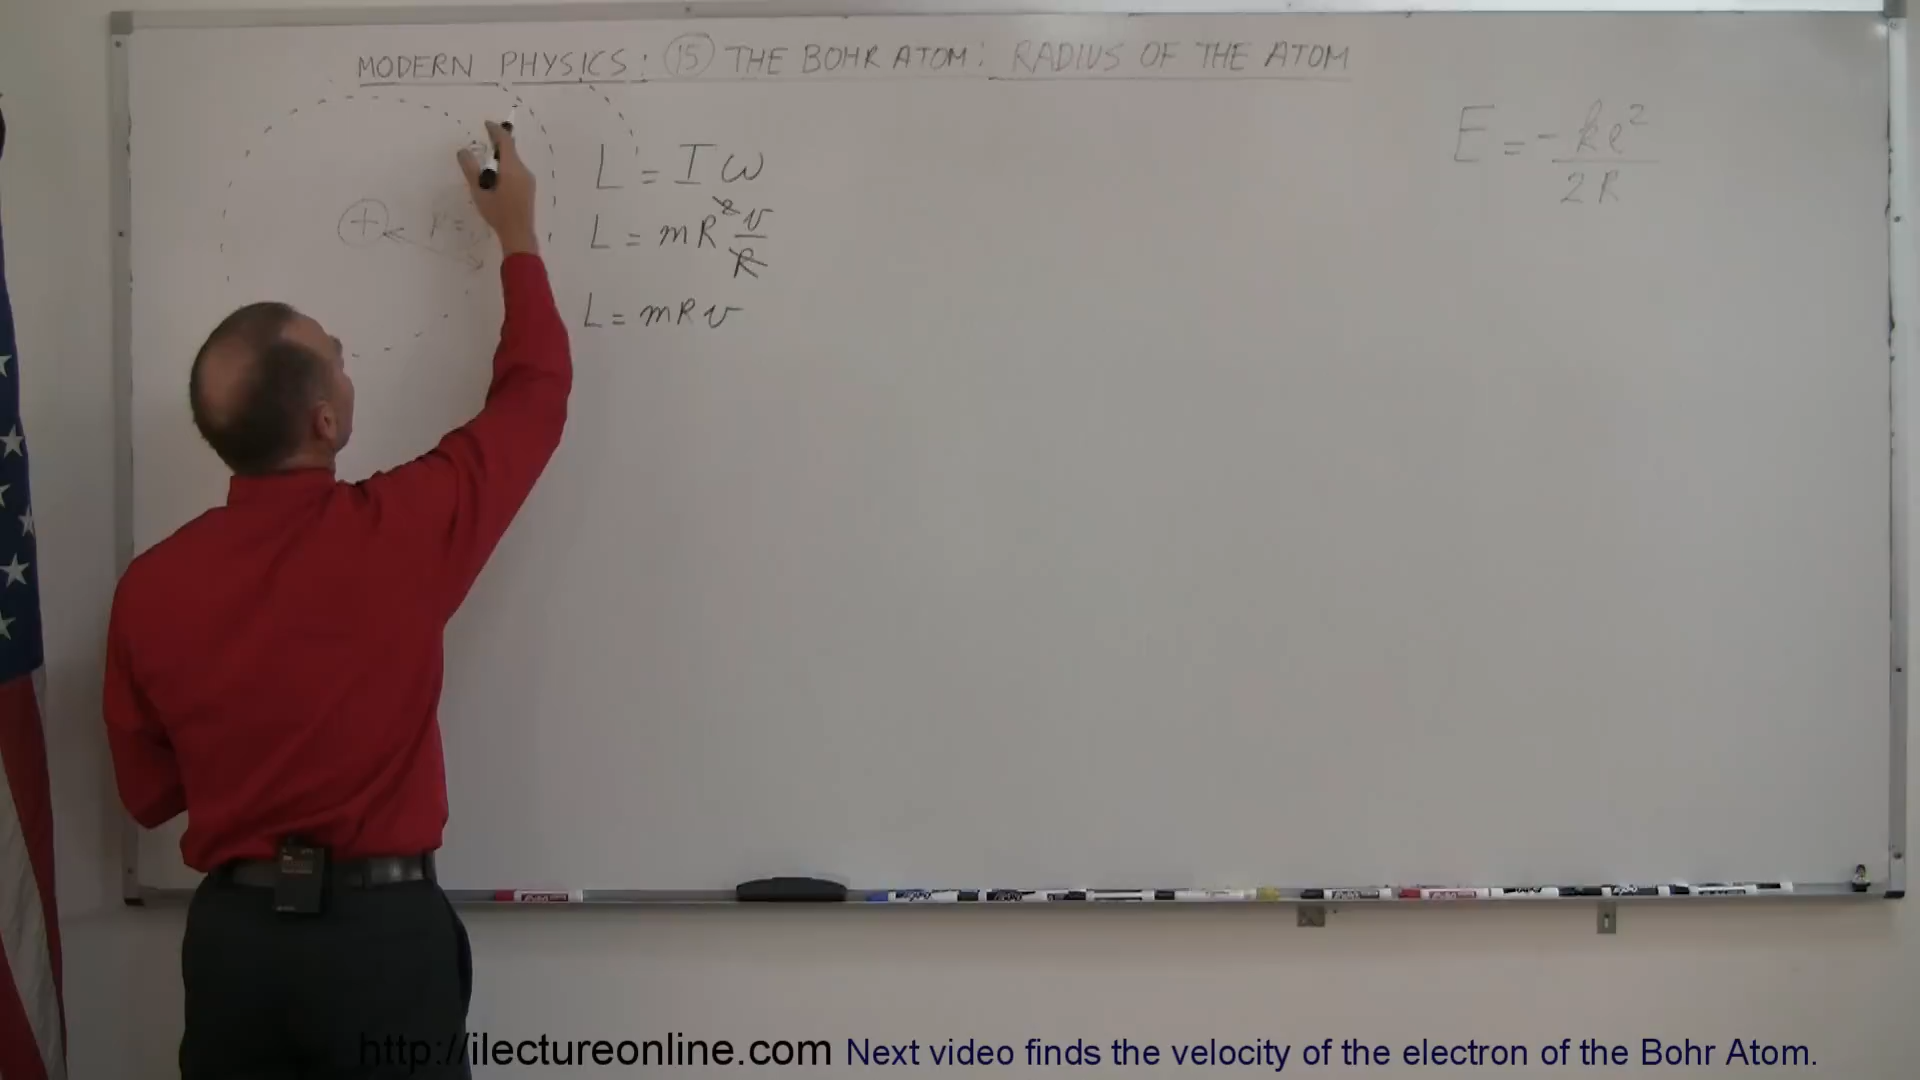 MODERN PHYSICS: 15 THE BOHR ATOM: RADIUS OF THE ATOM
E = -ke²/2R
L = Iω
L = mR² v/R
L = mRv
+
http://ilectureonline.com Next video finds the velocity of the electron of the Bohr Atom.